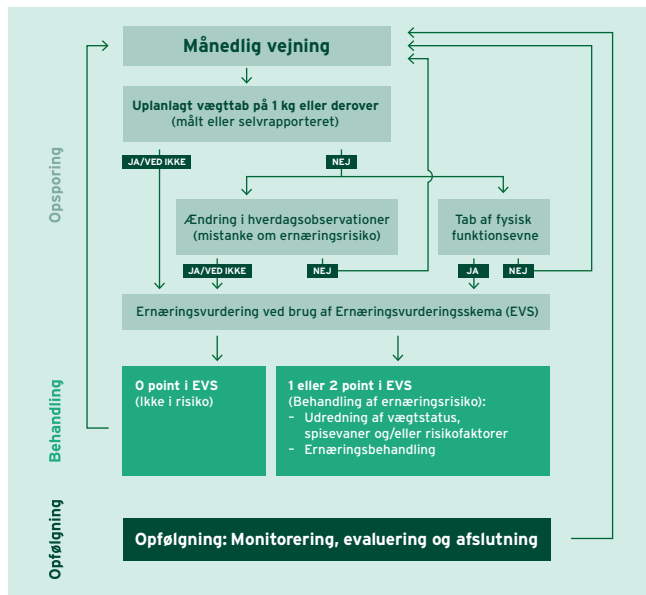 Månedlig vejning
Uplanlagt vægttab på 1 kg eller derover
(målt eller selvrapporteret)
JA/VED IKKE
NEJ
Opsporing
Ændring i hverdagsobservationer
(mistanke om ernæringsrisiko)
Tab af fysisk
funktionsevne
JA/VED IKKE
NEJ
JA
NEJ
Ernæringsvurdering ved brug af Ernæringsvurderingsskema (EVS)
Behandling
0 point i EVS
(Ikke i risiko)
1 eller 2 point i EVS
(Behandling af ernæringsrisiko):
– Udredning af vægtstatus,
spisevaner og/eller risikofaktorer
– Ernæringsbehandling
Opfølgning
Opfølgning: Monitorering, evaluering og afslutning